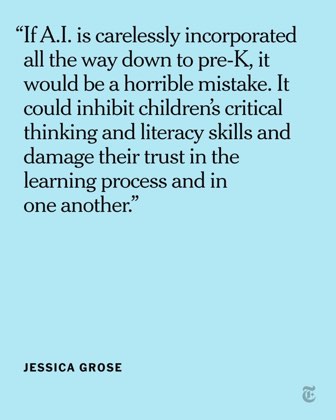 “If A.I. is carelessly incorporated
all the way down to pre-K, it
would be a horrible mistake. It
could inhibit children’s critical
thinking and literacy skills and
damage their trust in the
learning process and in
one another.”
JESSICA GROSE
T